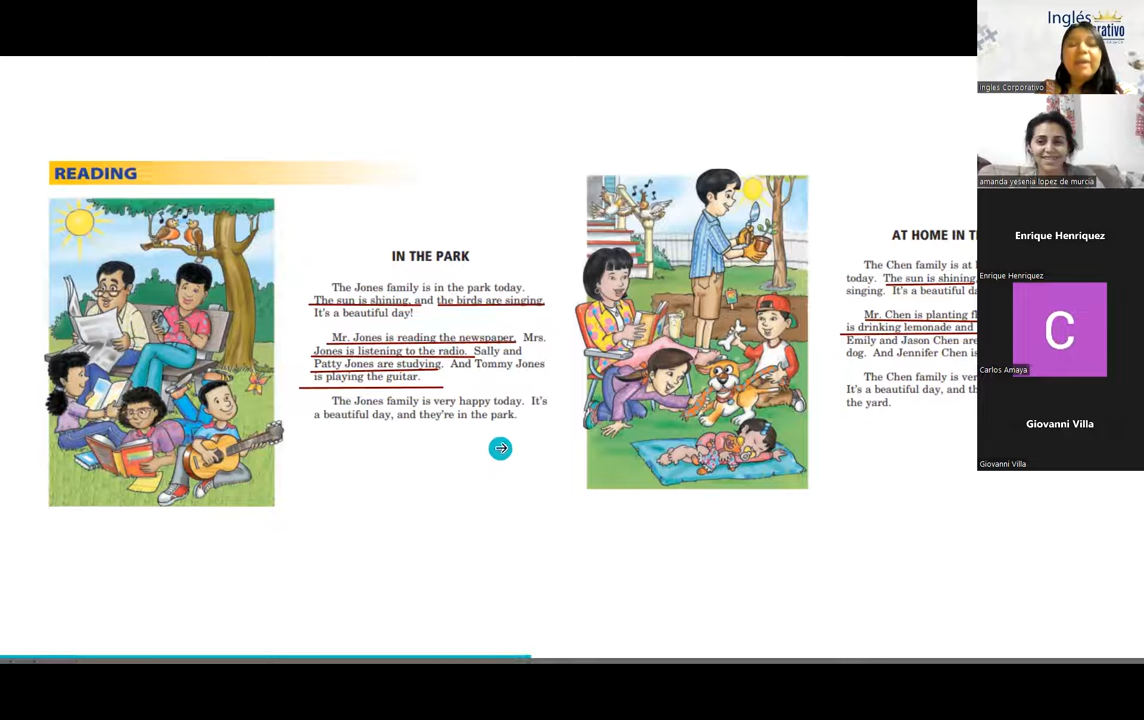 READING
IN THE PARK
The Jones family is in the park today.
The sun is shining, and the birds are singing.
It's a beautiful day!
Mr. Jones is reading the newspaper. Mrs.
Jones is listening to the radio. Sally and
Patty Jones are studying. And Tommy Jones
is playing the guitar.
The Jones family is very happy today. It's
a beautiful day, and they're in the park.
AT HOME IN
The Chen family is at
today. The sun is shining,
singing. It's a beautiful
Mr. Chen is planting
is drinking lemonade and
Emily and Jason Chen are
dog. And Jennifer Chen is
The Chen family is
It's a beautiful day, and
the yard.
Inglés
Ingles Corporativo
amanda yesenia lopez de murcia
Enrique Henriquez
Enrique Henriquez
C
Carlos Amaya
Giovanni Villa
Giovanni Villa